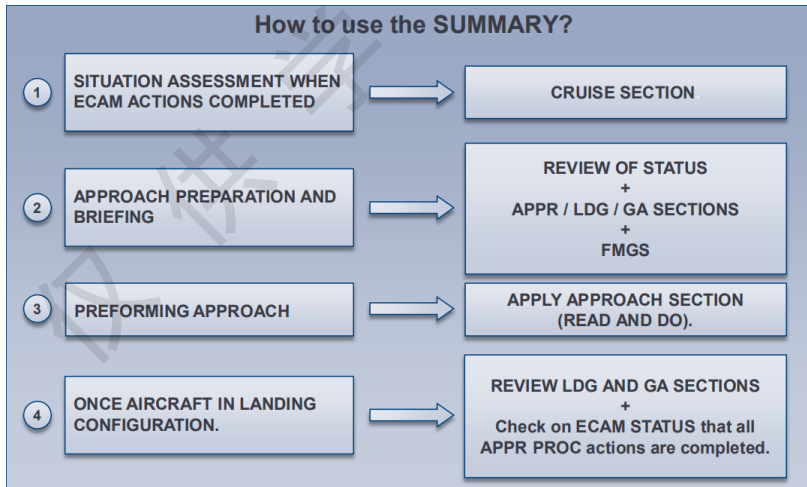 How to use the SUMMARY?
1
SITUATION ASSESSMENT WHEN
ECAM ACTIONS COMPLETED
CRUISE SECTION
2
APPROACH PREPARATION AND
BRIEFING
REVIEW OF STATUS
+
APPR / LDG / GA SECTIONS
+
FMGS
3
PREFORMING APPROACH
APPLY APPROACH SECTION
(READ AND DO).
4
ONCE AIRCRAFT IN LANDING
CONFIGURATION.
REVIEW LDG AND GA SECTIONS
+
Check on ECAM STATUS that all
APPR PROC actions are completed.
仅供学